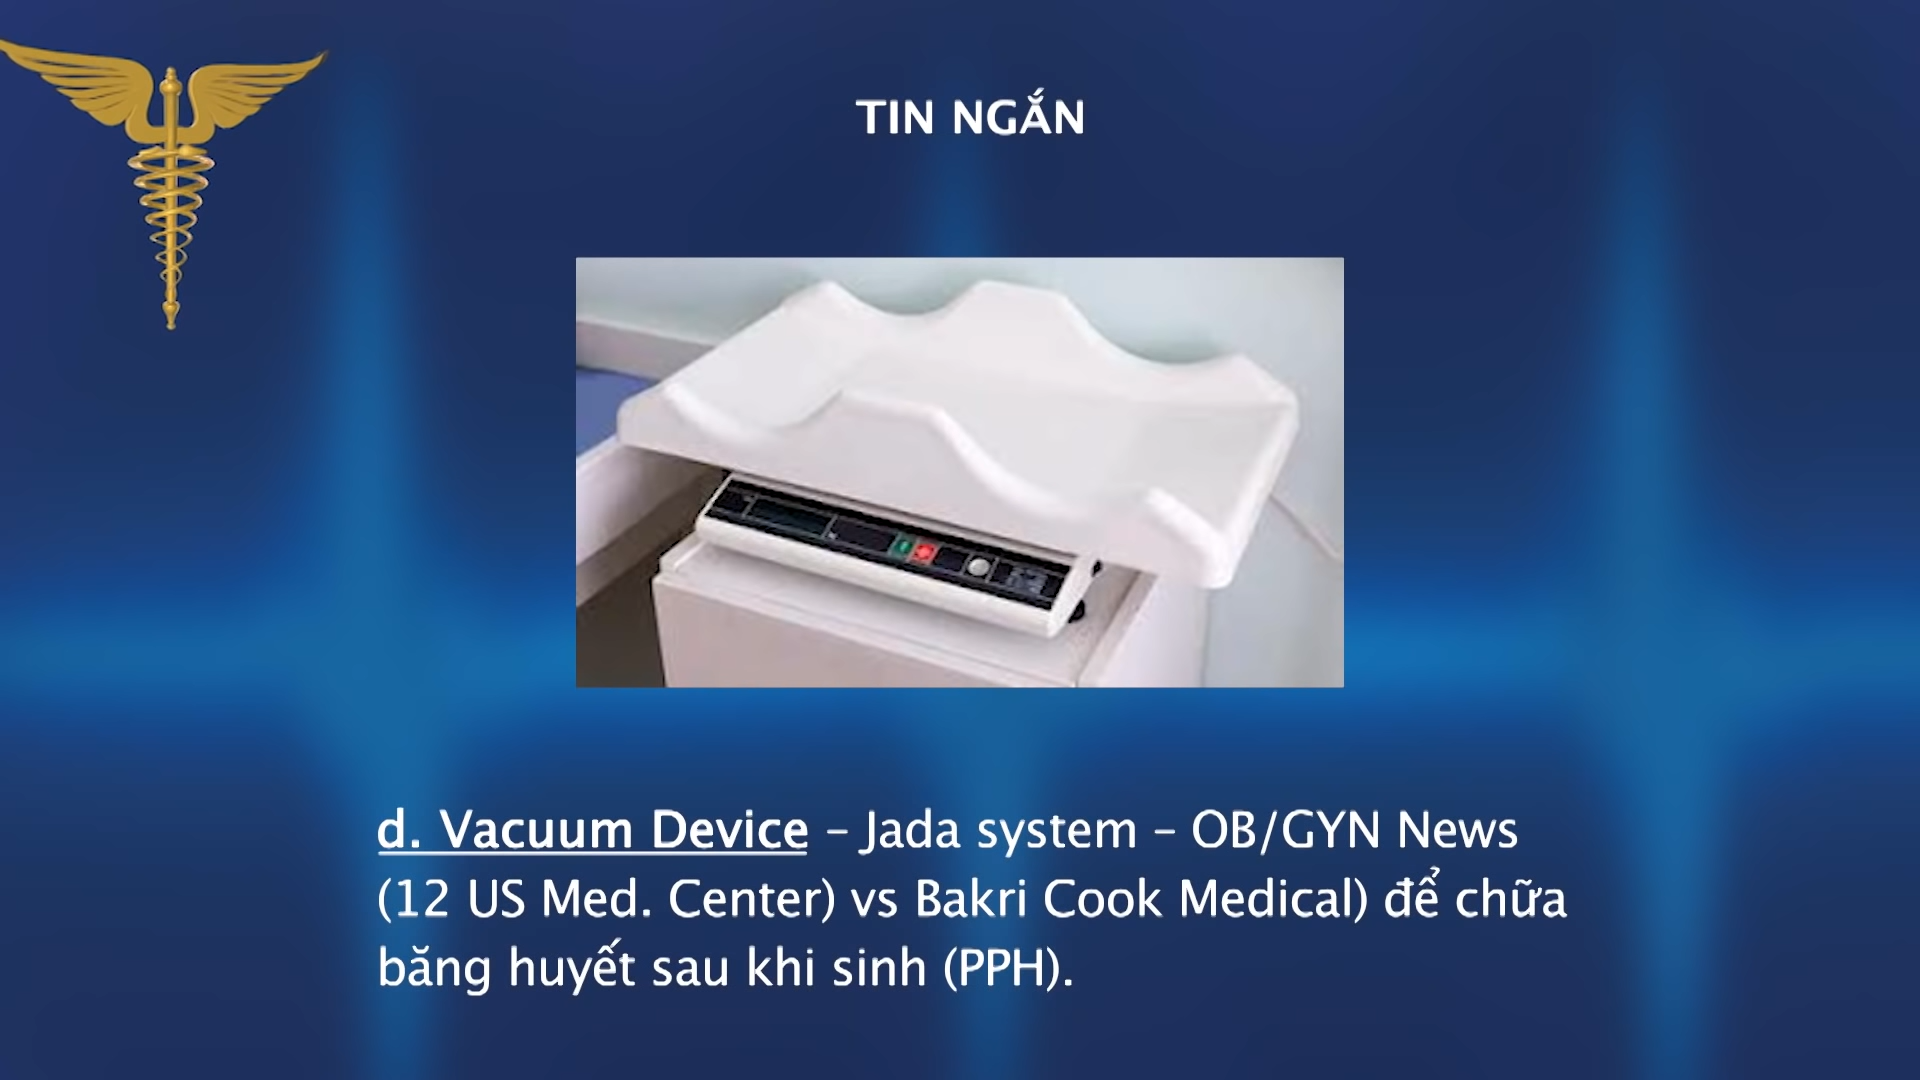 TIN NGẮN
d. Vacuum Device – Jada system – OB/GYN News
(12 US Med. Center) vs Bakri Cook Medical) để chữa
băng huyết sau khi sinh (PPH).